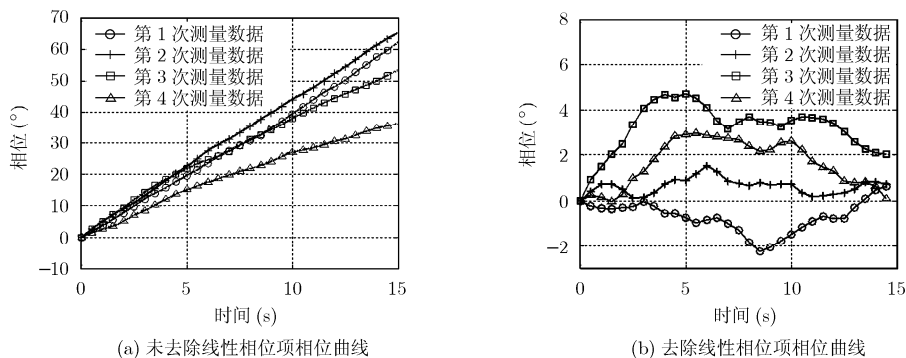 70
60
50
40
30
20
10
0
−10
相位 (°)
第 1 次测量数据
第 2 次测量数据
第 3 次测量数据
第 4 次测量数据
0
5
10
15
时间 (s)
(a) 未去除线性相位项相位曲线
8
6
4
2
0
−2
相位 (°)
第 1 次测量数据
第 2 次测量数据
第 3 次测量数据
第 4 次测量数据
0
5
10
15
时间 (s)
(b) 去除线性相位项相位曲线